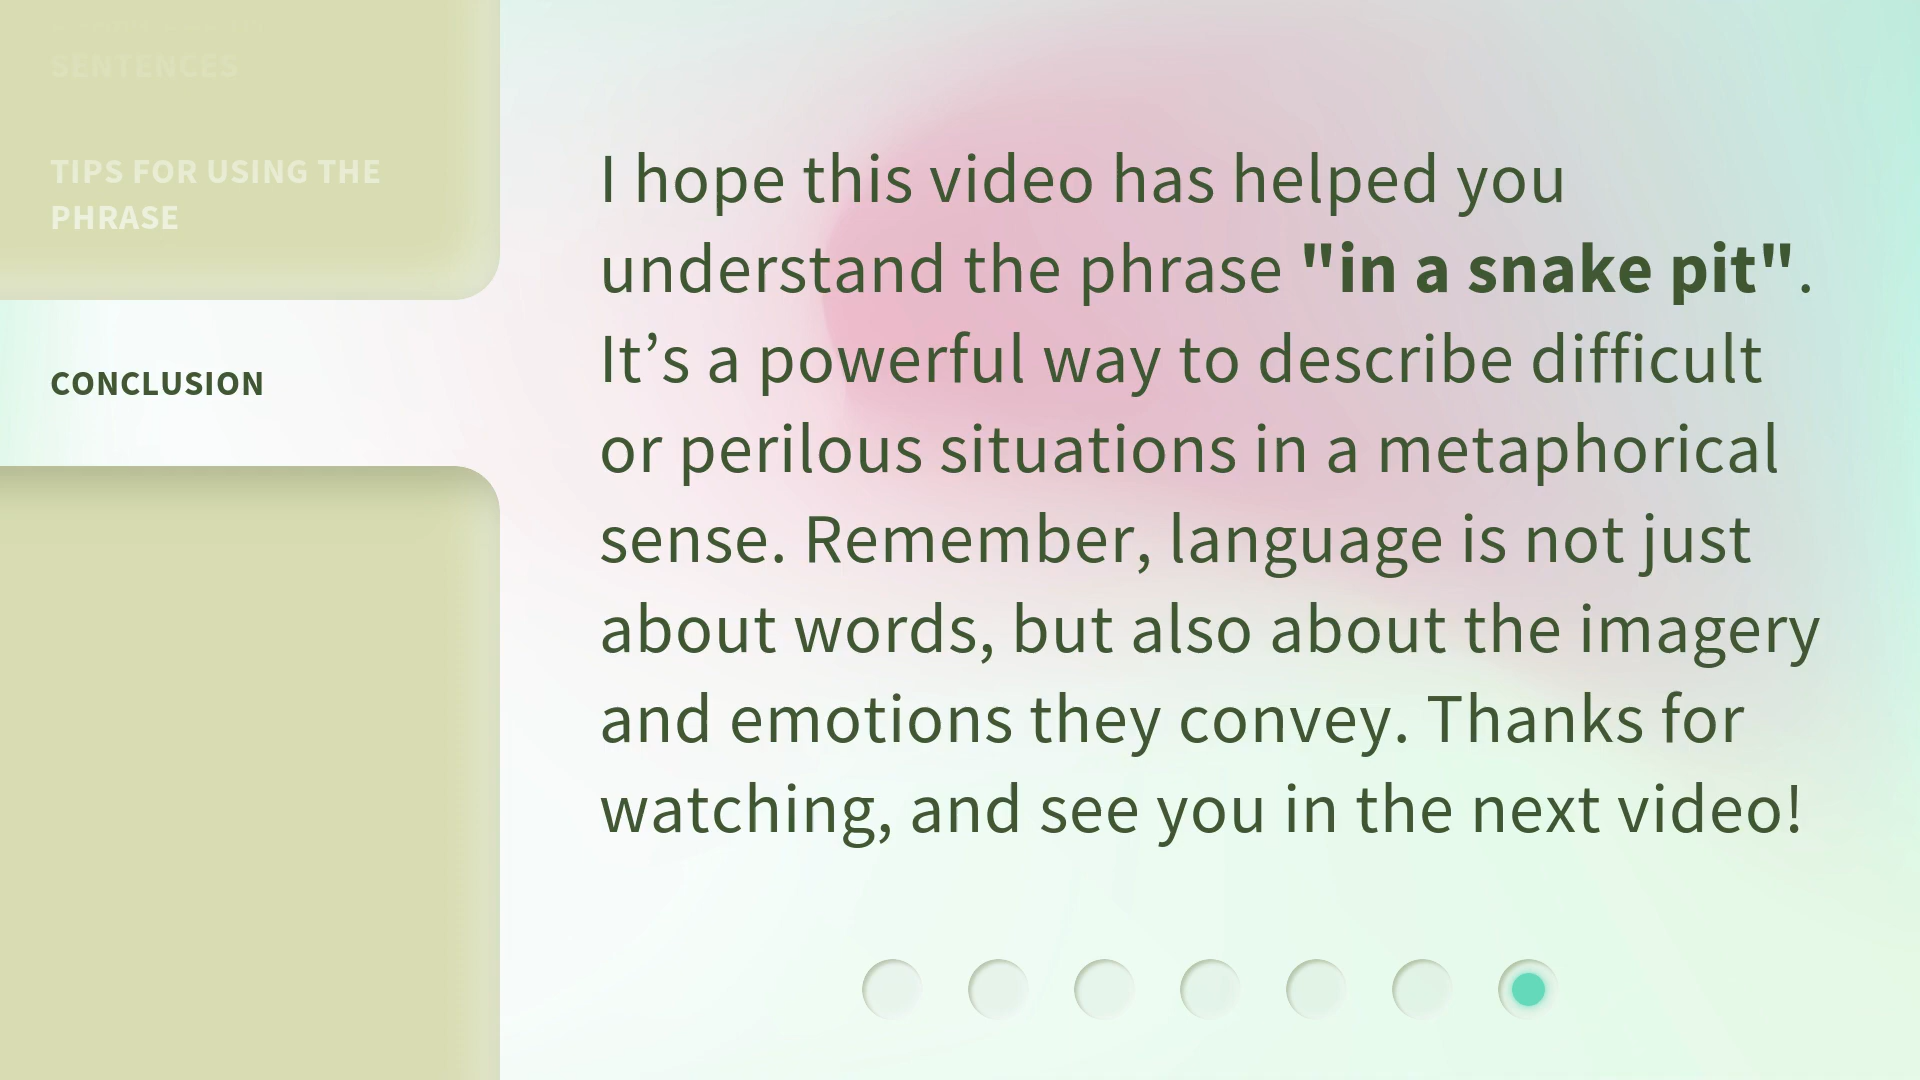 SENTENCES
TIPS FOR USING THE
PHRASE
CONCLUSION
I hope this video has helped you
understand the phrase "in a snake pit".
It’s a powerful way to describe difficult
or perilous situations in a metaphorical
sense. Remember, language is not just
about words, but also about the imagery
and emotions they convey. Thanks for
watching, and see you in the next video!